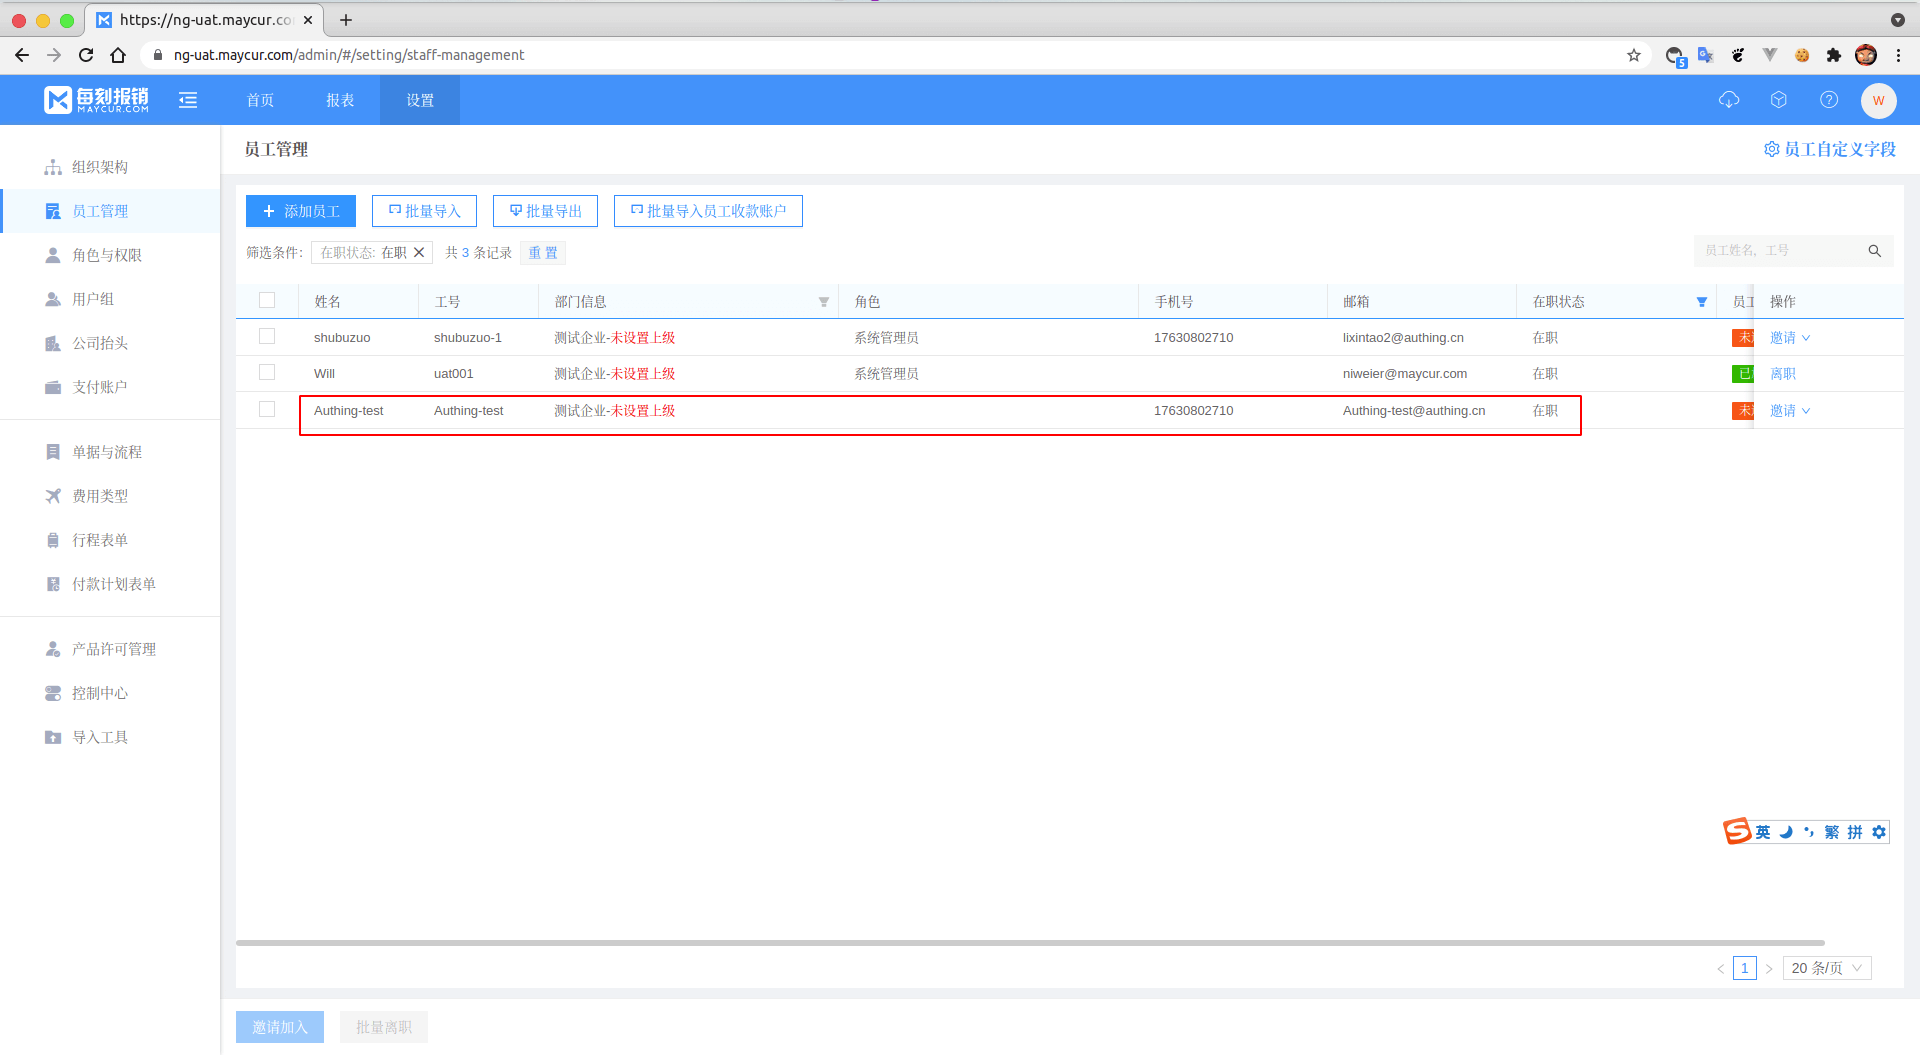 https://ng-uat.maycur.co
ng-uat.maycur.com/admin/#/setting/staff-management
5
每刻报销
MAYCUR.COM
首页
报表
设置
W
组织架构
员工管理
角色与权限
用户组
公司抬头
支付账户
单据与流程
费用类型
行程表单
付款计划表单
产品许可管理
控制中心
导入工具
员工管理
员工自定义字段
添加员工 批量导入 批量导出 批量导入员工收款账户
筛选条件: 在职状态: 在职 共 3 条记录 重 置
员工姓名, 工号
姓名 工号 部门信息 角色 手机号 邮箱 在职状态 员工 操作
shubuzuo shubuzuo-1 测试企业-未设置上级 系统管理员 17630802710 lixintao2@authing.cn 在职 未 邀请
Will uat001 测试企业-未设置上级 系统管理员 niweier@maycur.com 在职 已 离职
Authing-test Authing-test 测试企业-未设置上级 17630802710 Authing-test@authing.cn 在职 未 邀请
英 繁 拼
1 20 条/页
邀请加入 批量离职